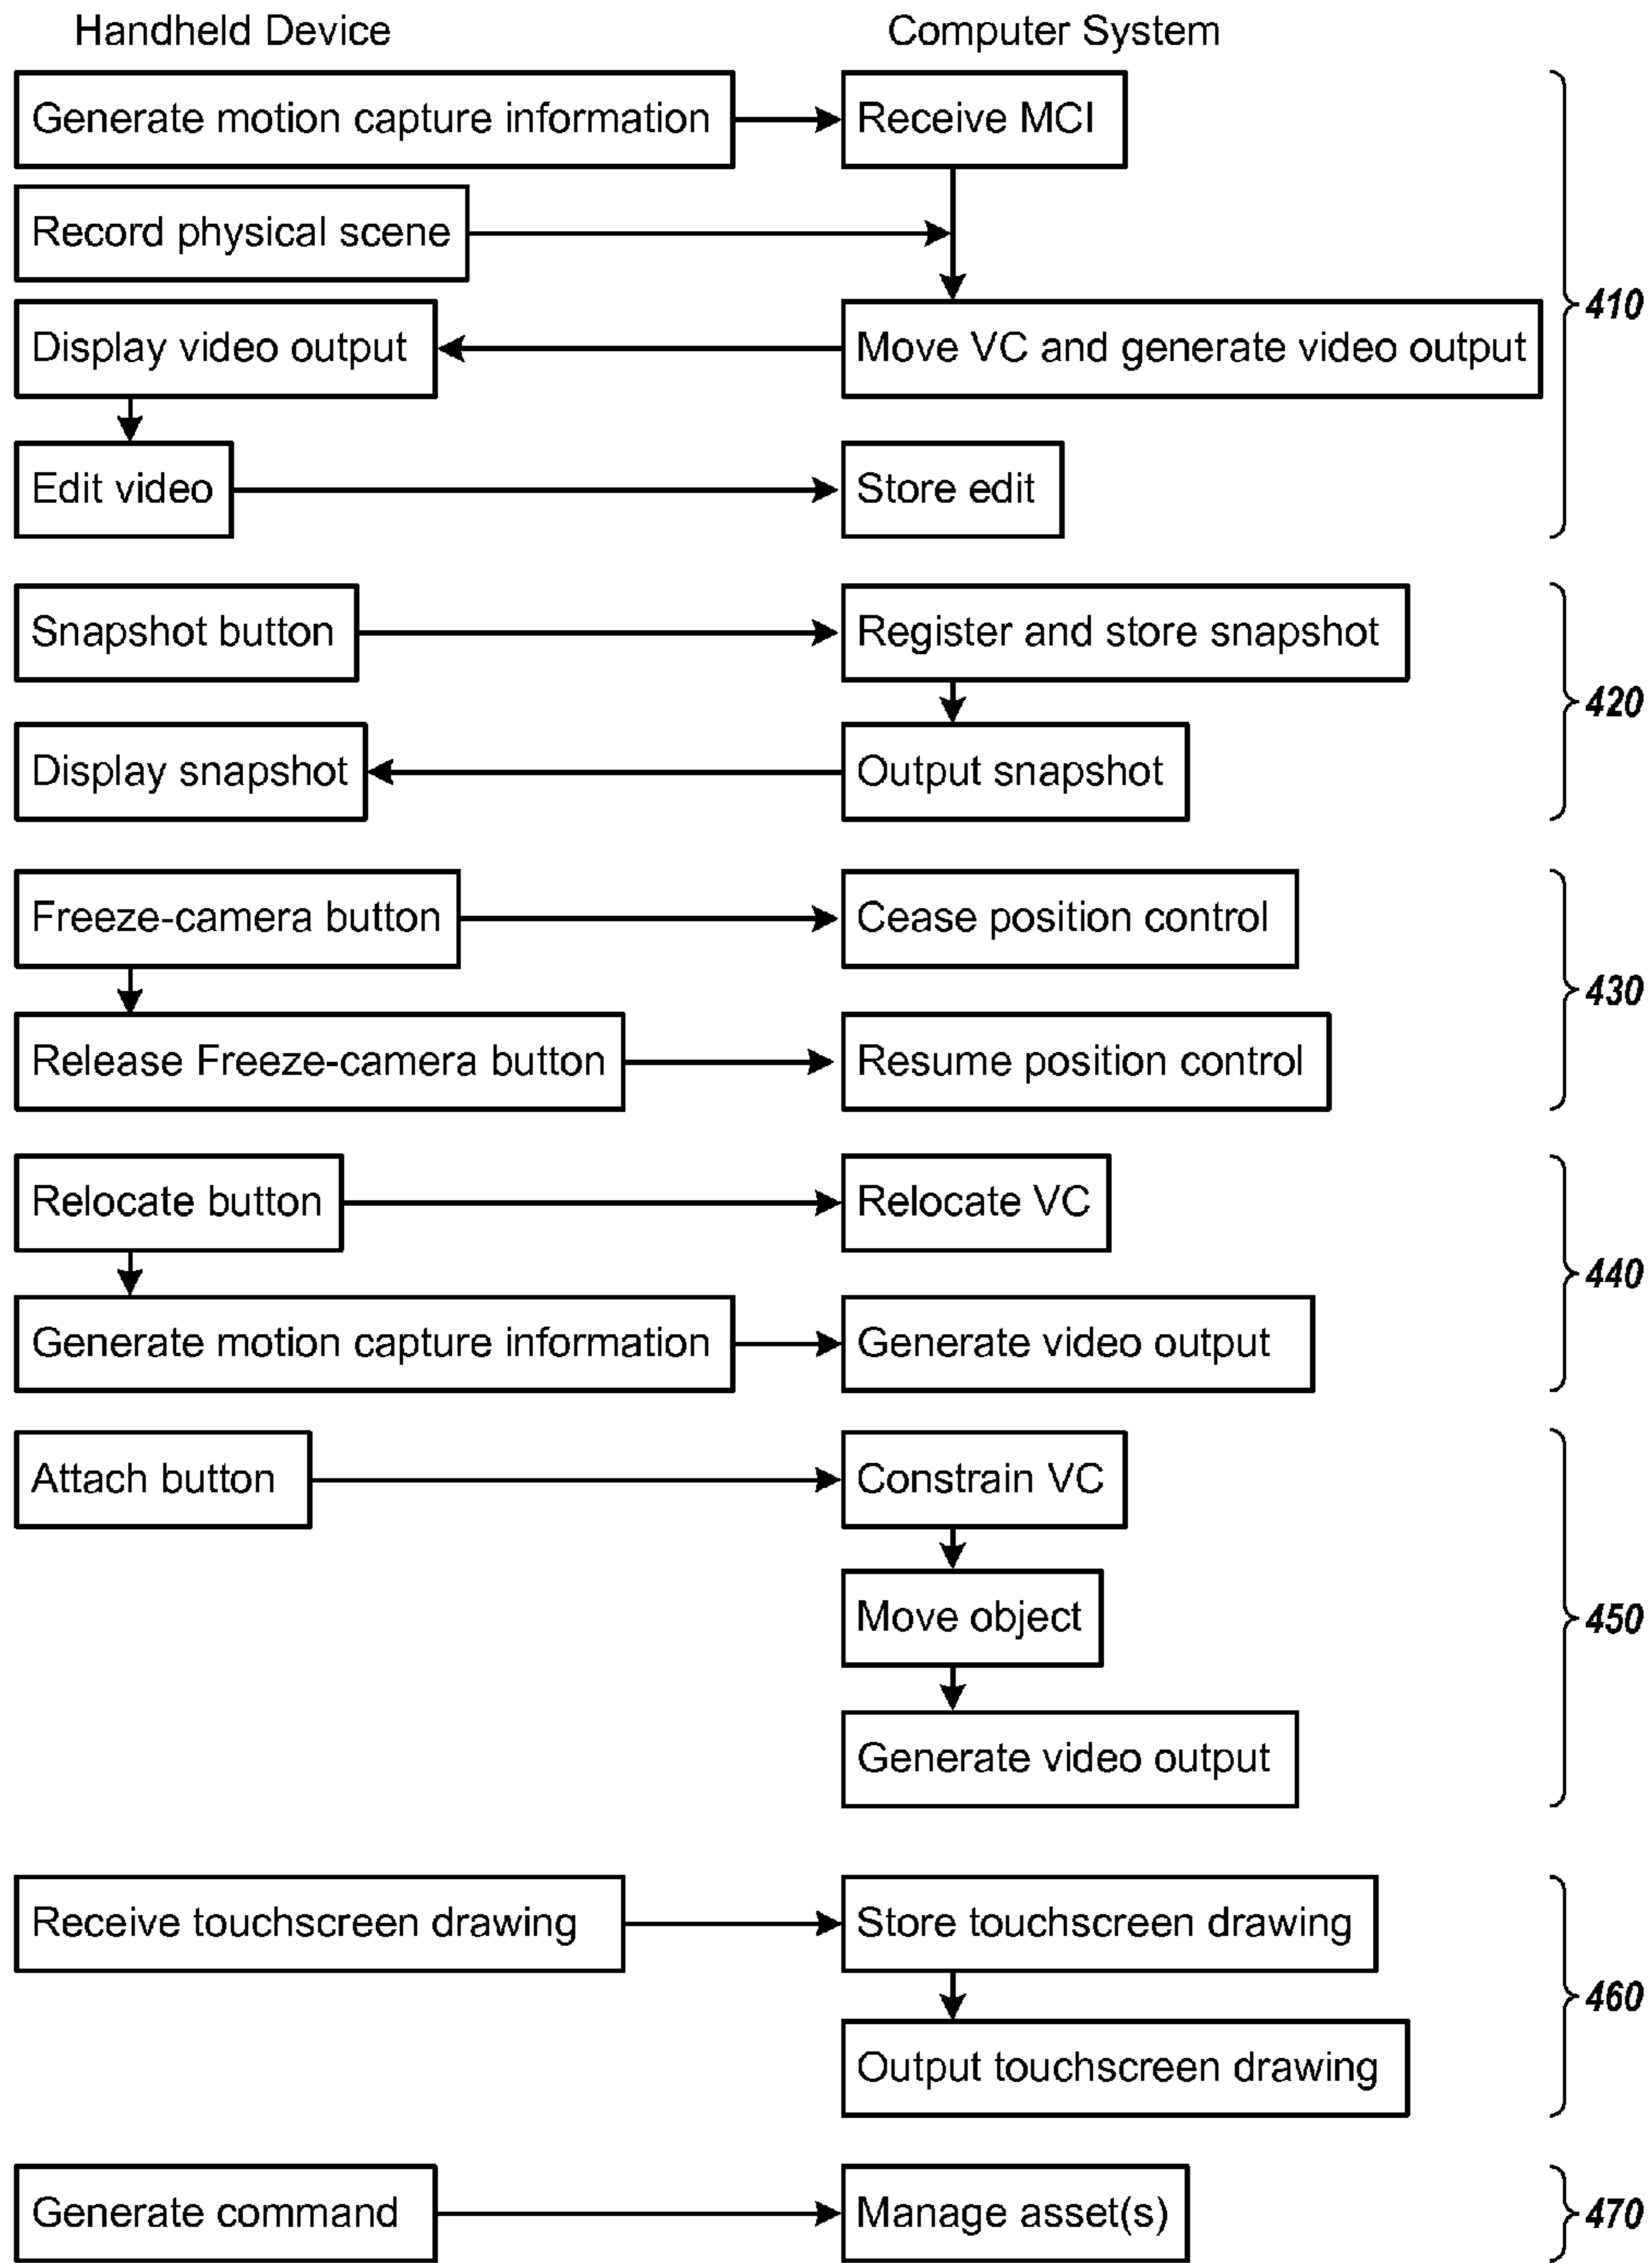 Handheld Device
Computer System
Generate motion capture information
Receive MCI
Record physical scene
410
Display video output
Move VC and generate video output
Edit video
Store edit
Snapshot button
Register and store snapshot
420
Display snapshot
Output snapshot
Freeze-camera button
Cease position control
430
Release Freeze-camera button
Resume position control
Relocate button
Relocate VC
440
Generate motion capture information
Generate video output
Attach button
Constrain VC
Move object
450
Generate video output
Receive touchscreen drawing
Store touchscreen drawing
460
Output touchscreen drawing
Generate command
Manage asset(s)
470